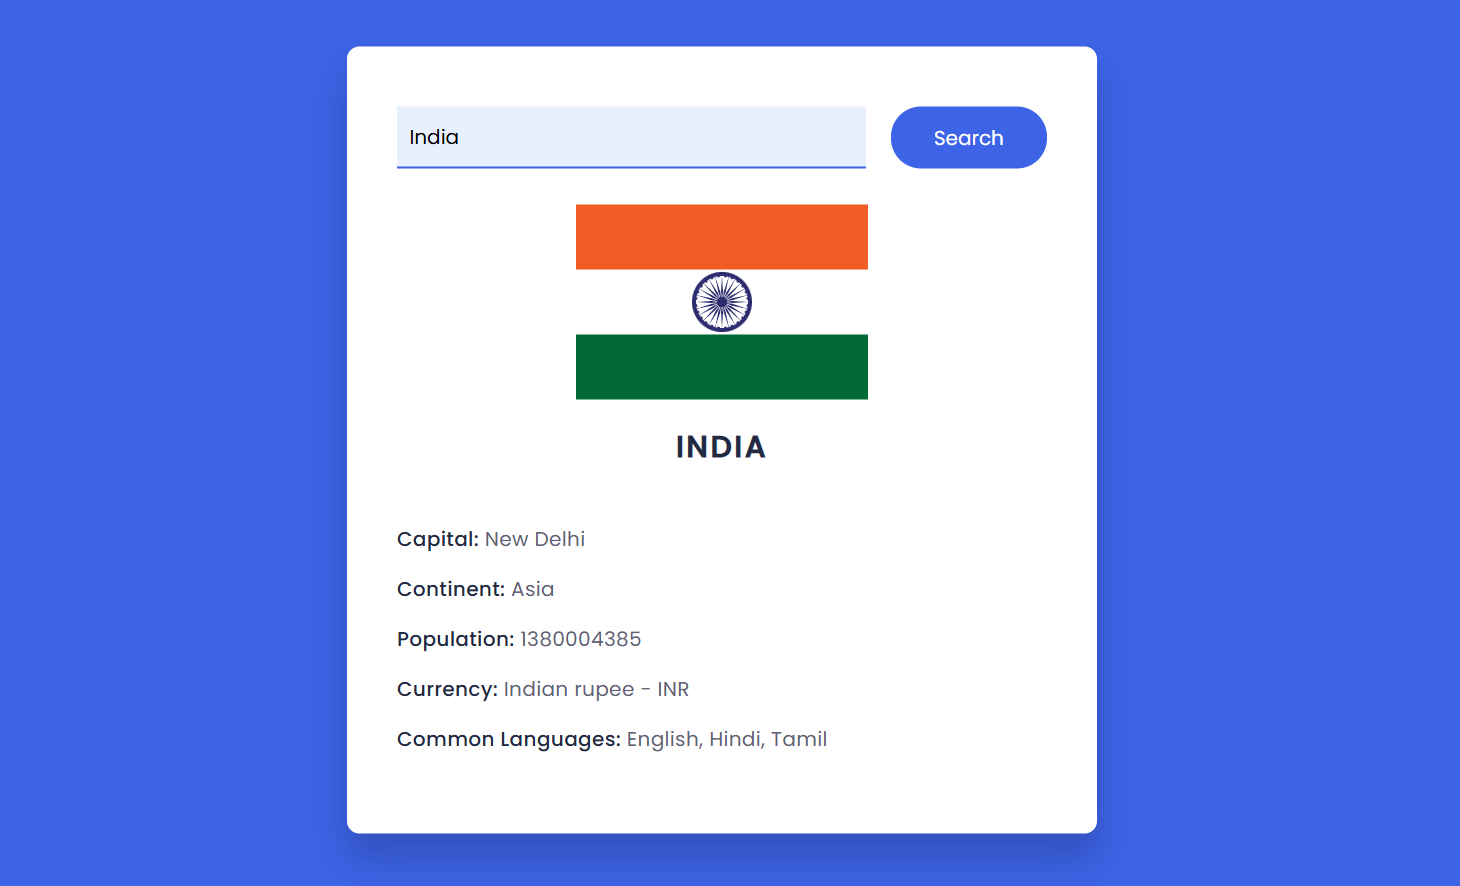 India
Search
INDIA
Capital: New Delhi
Continent: Asia
Population: 1380004385
Currency: Indian rupee - INR
Common Languages: English, Hindi, Tamil